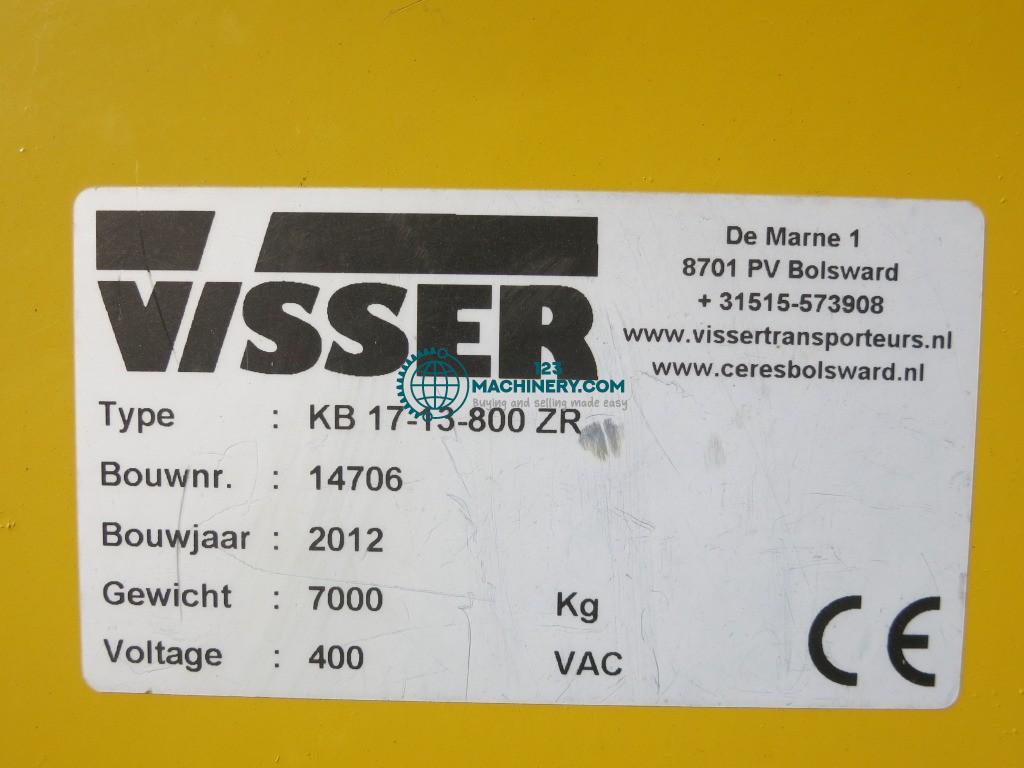 VISSER
De Marne 1
8701 PV Bolsward
+ 31515-573908
www.vissertransporteurs.nl
www.ceresbolsward.nl
123
MACHINERY.COM
Buying and selling made easy
Type : KB 17-13-800 ZR
Bouwnr. : 14706
Bouwjaar : 2012
Gewicht : 7000 Kg
Voltage : 400 VAC
CE